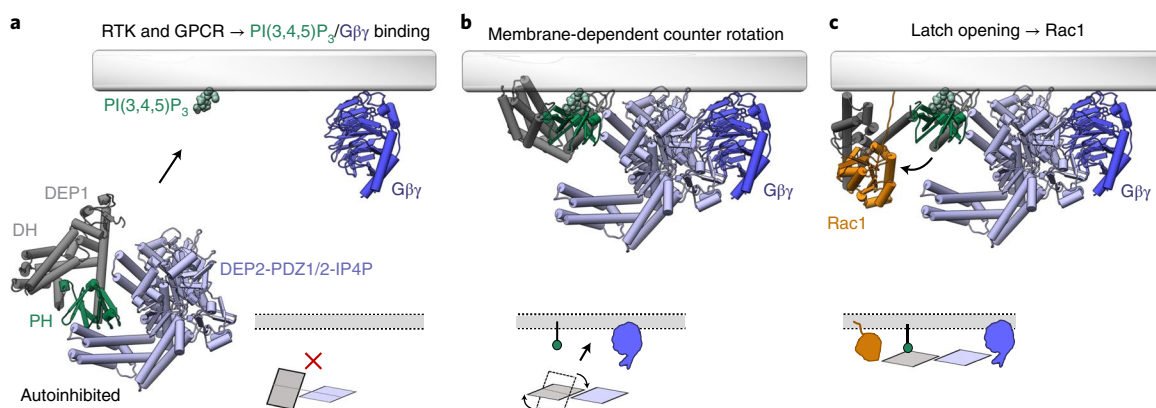 a
RTK and GPCR → PI(3,4,5)P3/Gβγ binding
PI(3,4,5)P3
Gβγ
DEP1
DH
DEP2-PDZ1/2-IP4P
PH
Autoinhibited
b
Membrane-dependent counter rotation
Gβγ
c
Latch opening → Rac1
Gβγ
Rac1